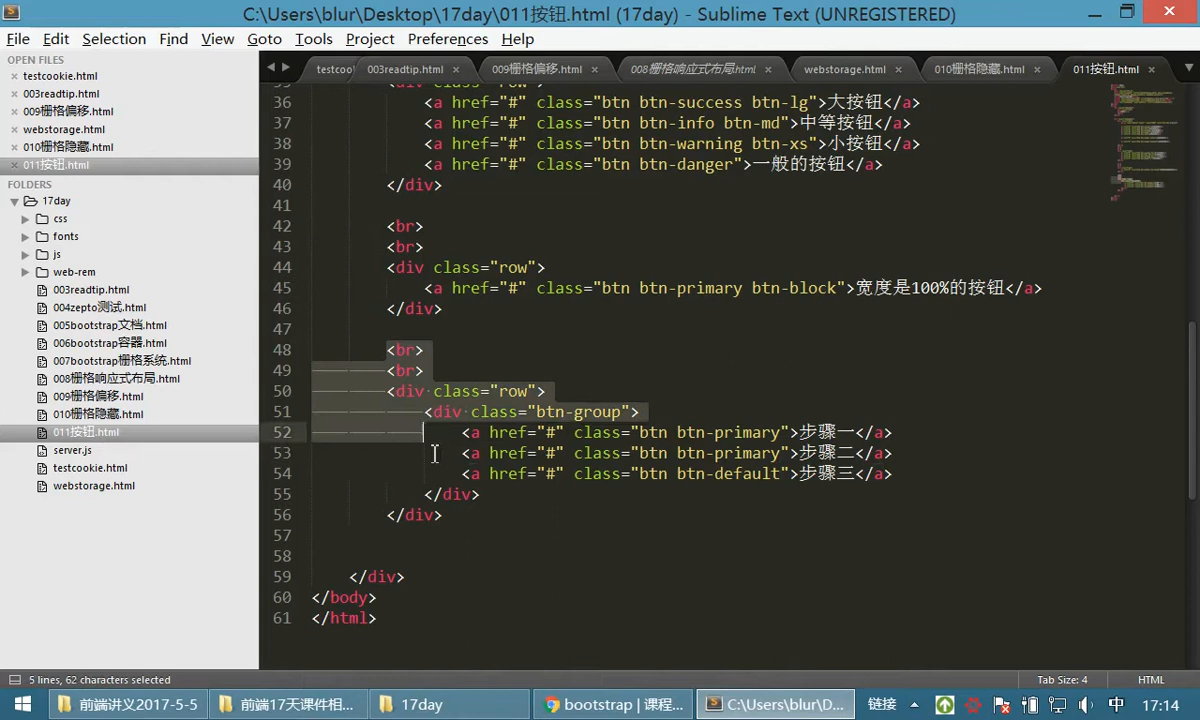 C:\Users\blur\Desktop\17day\011按钮.html (17day) - Sublime Text (UNREGISTERED)
File Edit Selection Find View Goto Tools Project Preferences Help
OPEN FILES
testcookie.html
003readtip.html
009栅格偏移.html
webstorage.html
010栅格隐藏.html
011按钮.html
FOLDERS
17day
css
fonts
js
web-rem
003readtip.html
004zepto测试.html
005bootstrap文档.html
006bootstrap容器.html
007bootstrap栅格系统.html
008栅格响应式布局.html
009栅格偏移.html
010栅格隐藏.html
011按钮.html
server.js
testcookie.html
webstorage.html
testcoo 003readtip.html 009栅格偏移.html 008栅格响应式布局.html webstorage.html 010栅格隐藏.html 011按钮.html
35 <div class="row">
36 <a href="#" class="btn btn-success btn-lg">大按钮</a>
37 <a href="#" class="btn btn-info btn-md">中等按钮</a>
38 <a href="#" class="btn btn-warning btn-xs">小按钮</a>
39 <a href="#" class="btn btn-danger">一般的按钮</a>
40 </div>
41
42 <br>
43 <br>
44 <div class="row">
45 <a href="#" class="btn btn-primary btn-block">宽度是100%的按钮</a>
46 </div>
47
48 <br>
49 <br>
50 <div class="row">
51 <div class="btn-group">
52 <a href="#" class="btn btn-primary">步骤一</a>
53 <a href="#" class="btn btn-primary">步骤二</a>
54 <a href="#" class="btn btn-default">步骤三</a>
55 </div>
56 </div>
57
58
59 </div>
60 </body>
61 </html>
5 lines, 62 characters selected Tab Size: 4 HTML
前端讲义2017-5-5 前端17天课件相... 17day bootstrap | 课程... C:\Users\blur\D... 链接 中 17:14